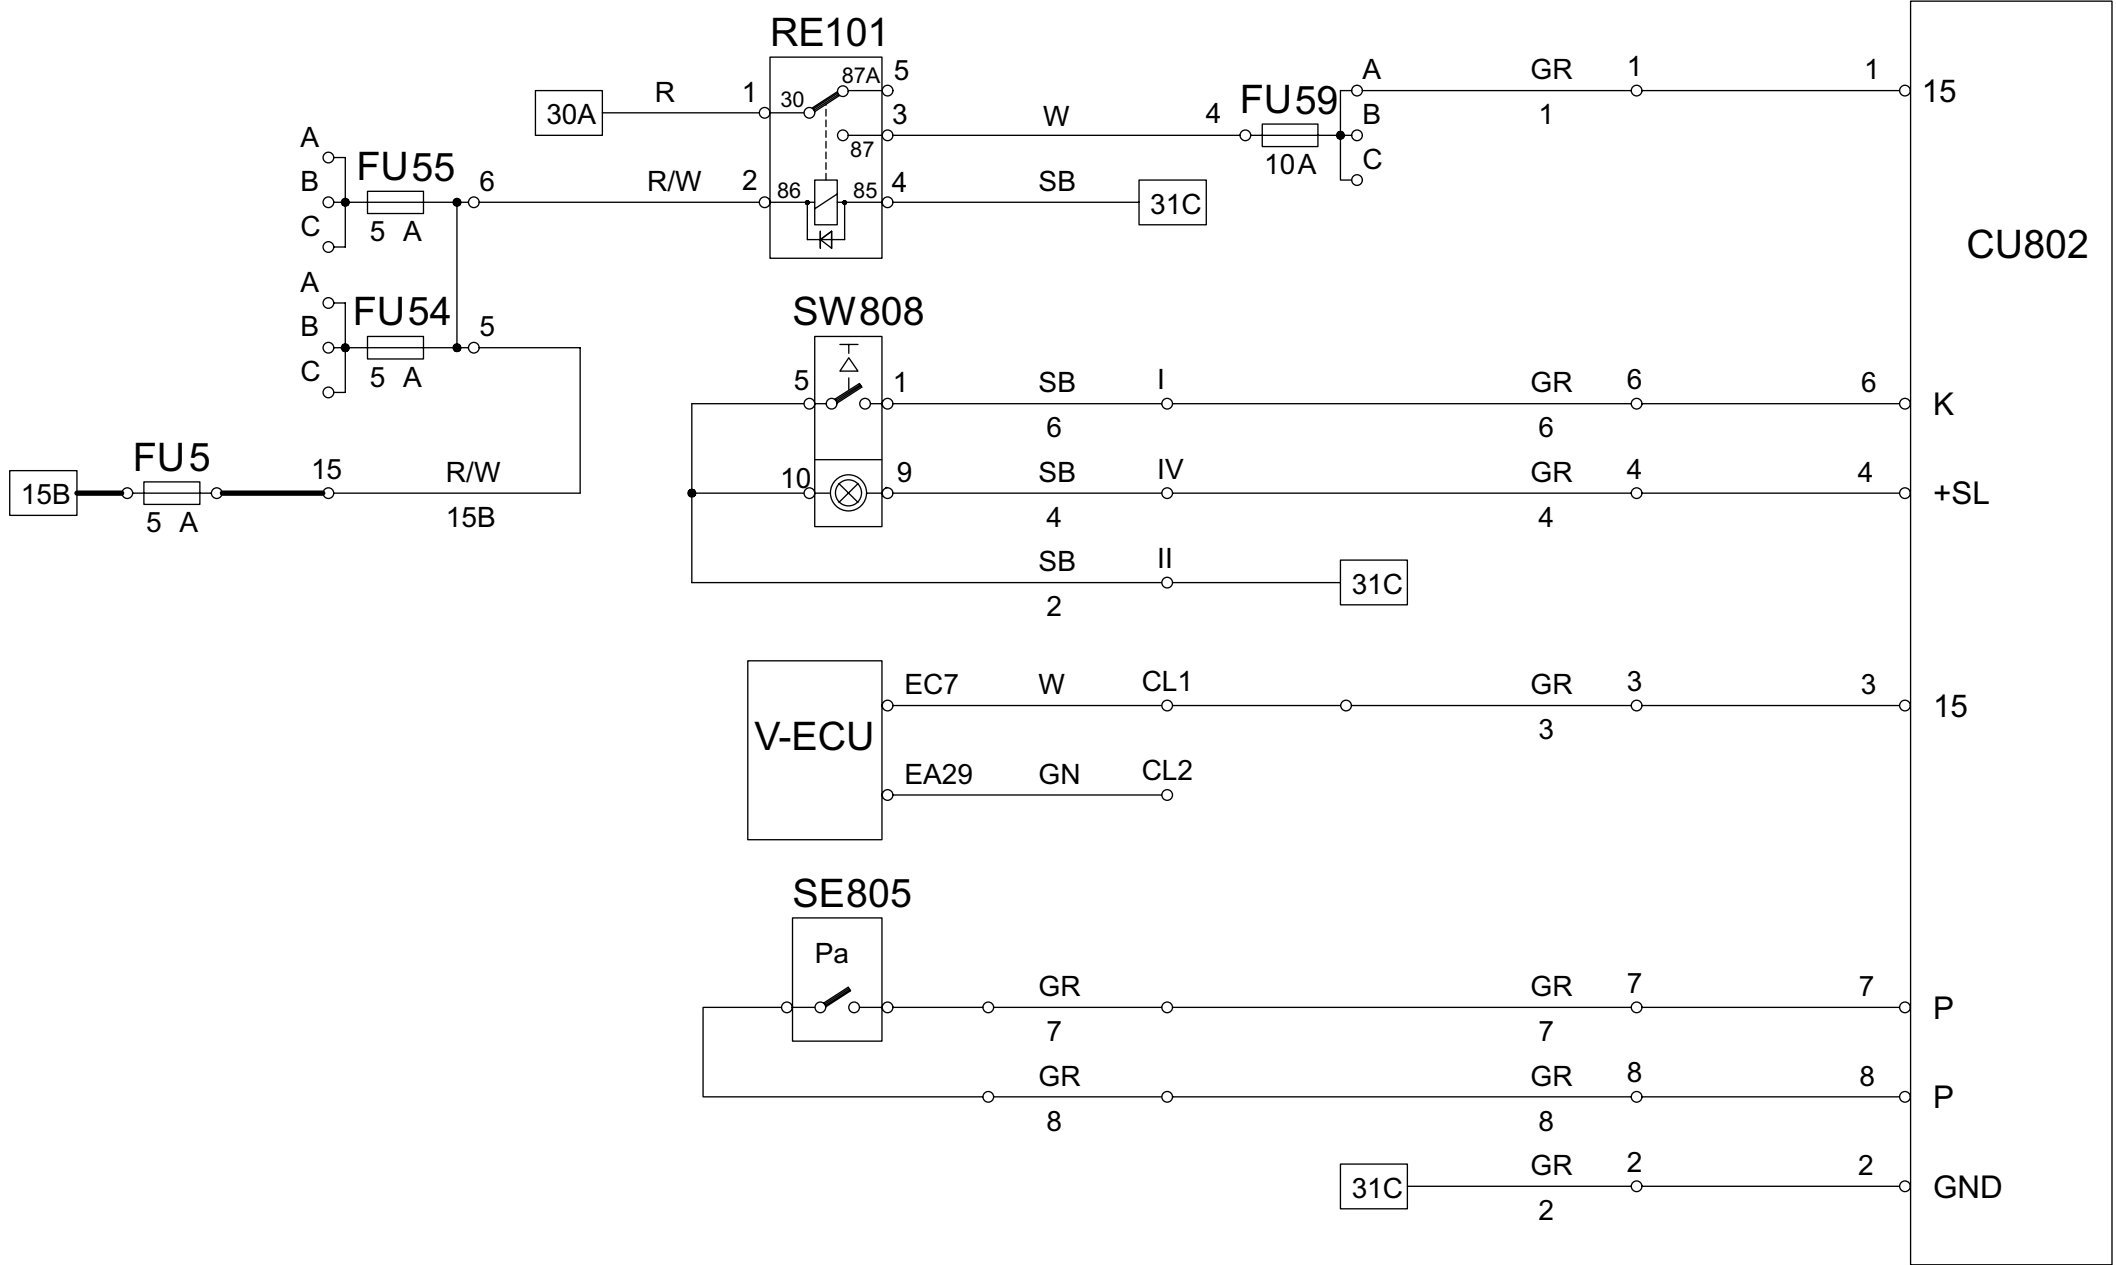 RE101
87A 5
A GR 1 1
R 1 30 FU59 15
30A 3 W 4 B 1
A 87 10A C
FU55
B 6 R/W 2 86 85 4 SB
31C
C 5 A
CU802
A
FU54 SW808
B 5
C 5 A 5 1 SB I GR 6 6
K
6 6
FU5
15 R/W 10 9 SB IV GR 4 4
15B +SL
5 A 15B 4 4
SB II
31C
2
EC7 W CL1 GR 3 3
15
V-ECU 3
EA29 GN CL2
SE805
Pa
GR GR 7 7
P
7 7
GR GR 8 8
P
8 8
GR 2 2
31C GND
2